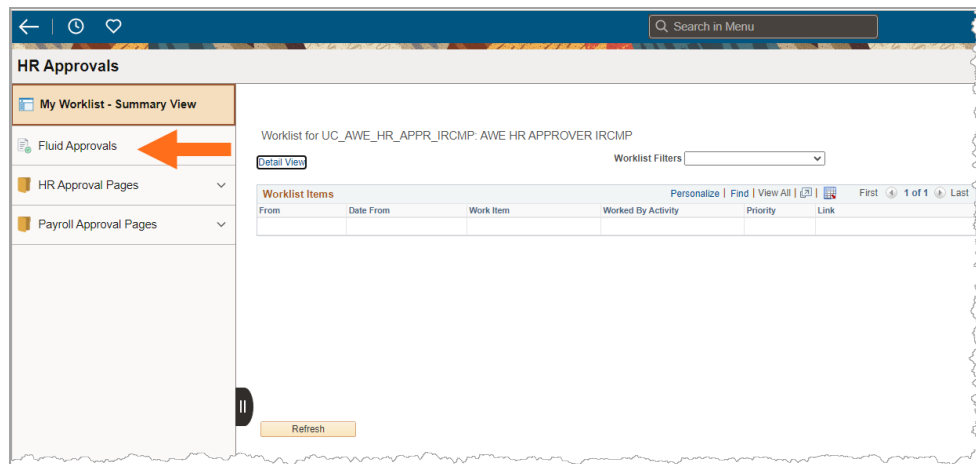 Search in Menu
HR Approvals
My Worklist - Summary View
Fluid Approvals
HR Approval Pages
Payroll Approval Pages
Worklist for UC_AWE_HR_APPR_IRCMP: AWE HR APPROVER IRCMP
Detail View
Worklist Filters
Worklist Items
Personalize | Find | View All | First 1 of 1 Last
From Date From Work Item Worked By Activity Priority Link
Refresh